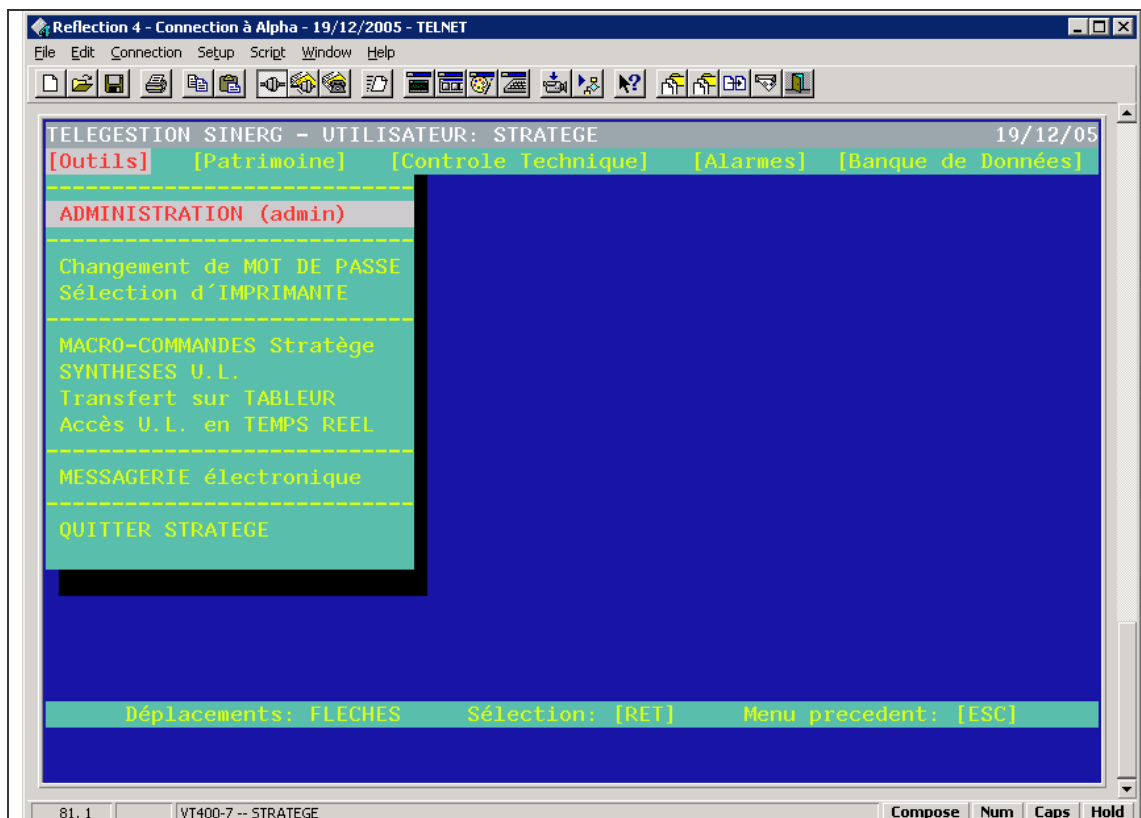 Reflection 4 - Connection à Alpha - 19/12/2005 - TELNET
File Edit Connection Setup Script Window Help
TELEGESTION SINERG - UTILISATEUR: STRATEGE 19/12/05
[Outils] [Patrimoine] [Controle Technique] [Alarmes] [Banque de Données]
ADMINISTRATION (admin)
Changement de MOT DE PASSE
Sélection d´IMPRIMANTE
MACRO-COMMANDES Stratège
SYNTHESES U.L.
Transfert sur TABLEUR
Accès U.L. en TEMPS REEL
MESSAGERIE électronique
QUITTER STRATEGE
Déplacements: FLECHES Sélection: [RET] Menu precedent: [ESC]
81, 1 VT400-7 -- STRATEGE Compose Num Caps Hold